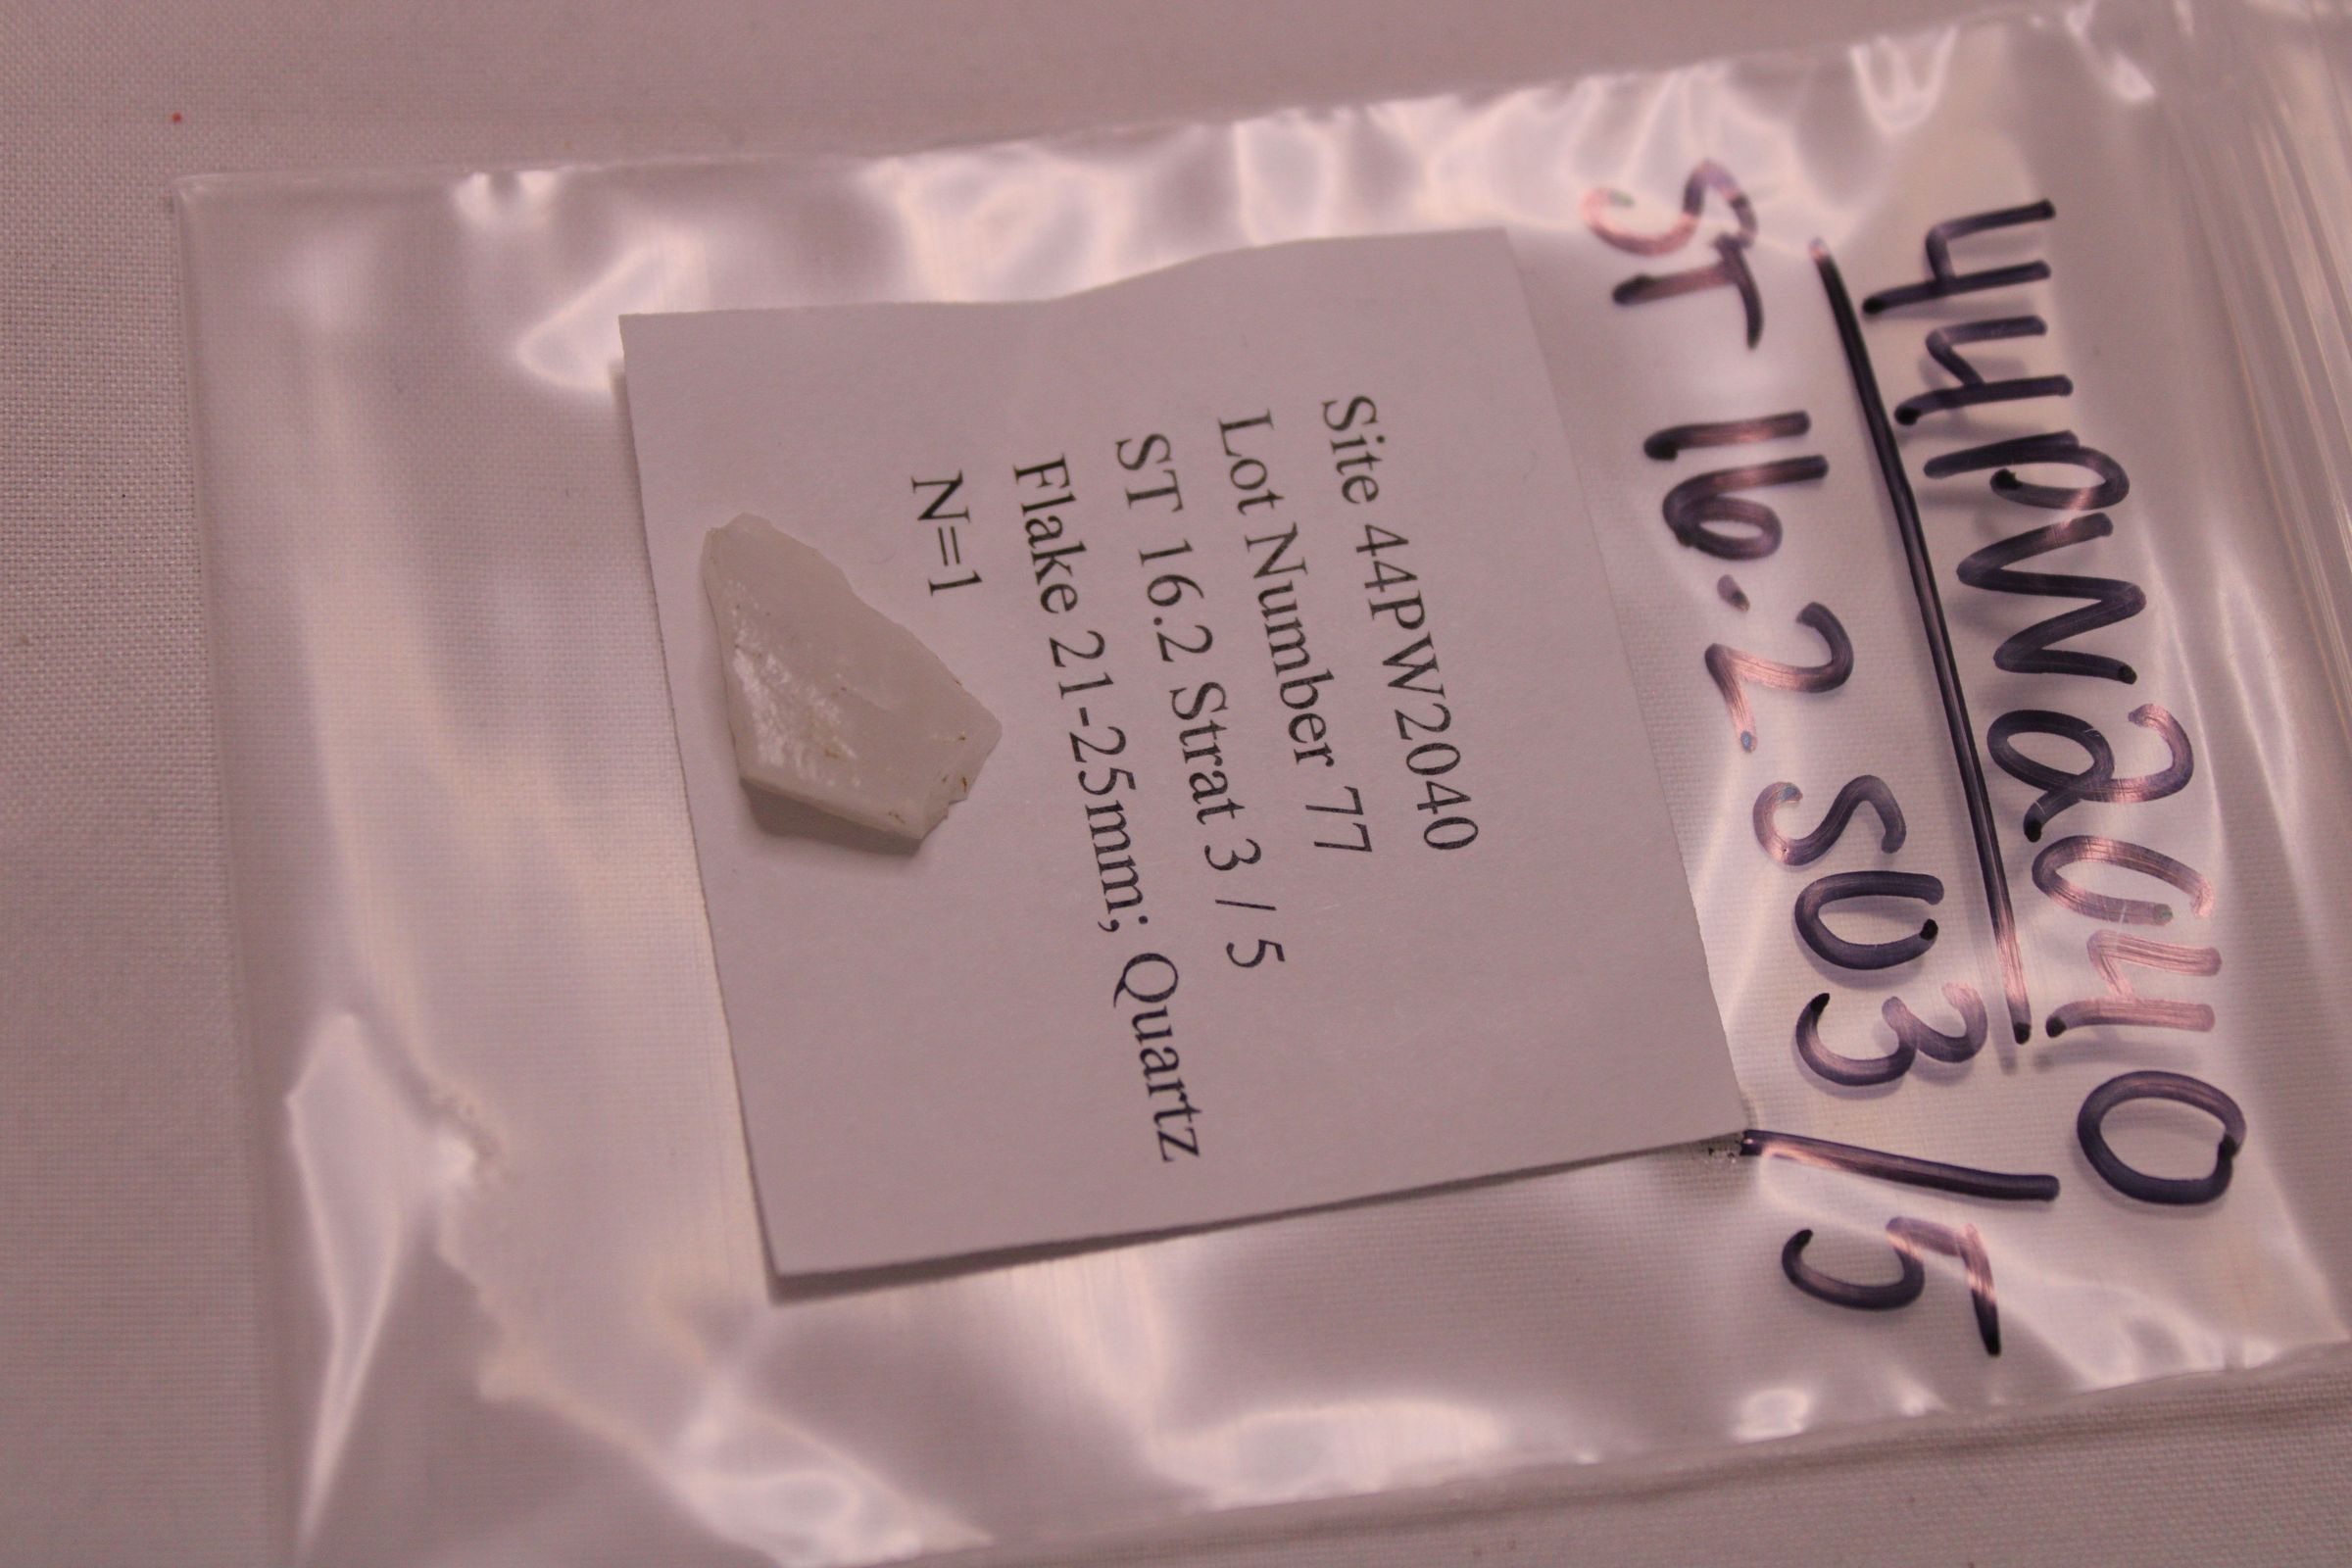 44PW2040
ST 16.2 S03/5
Site 44PW2040
Lot Number 77
ST 16.2 Strat 3 / 5
Flake 21-25mm; Quartz
N=1